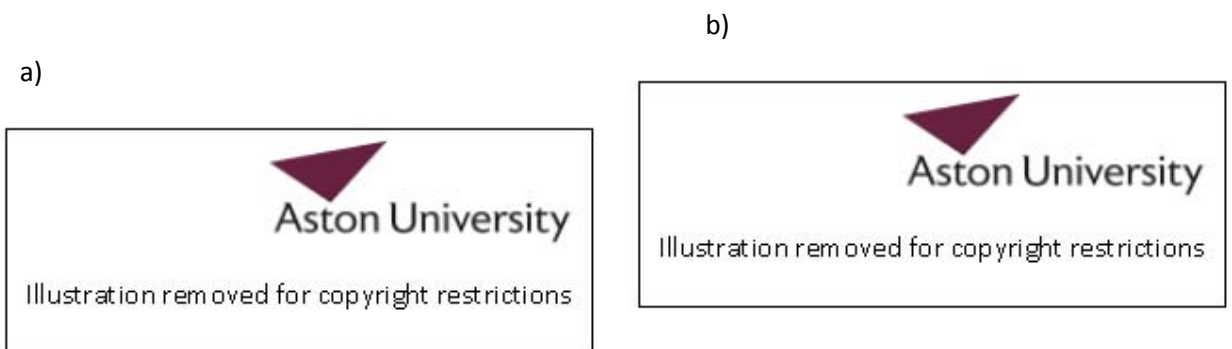 a)
Aston University
Illustration removed for copyright restrictions
b)
Aston University
Illustration removed for copyright restrictions